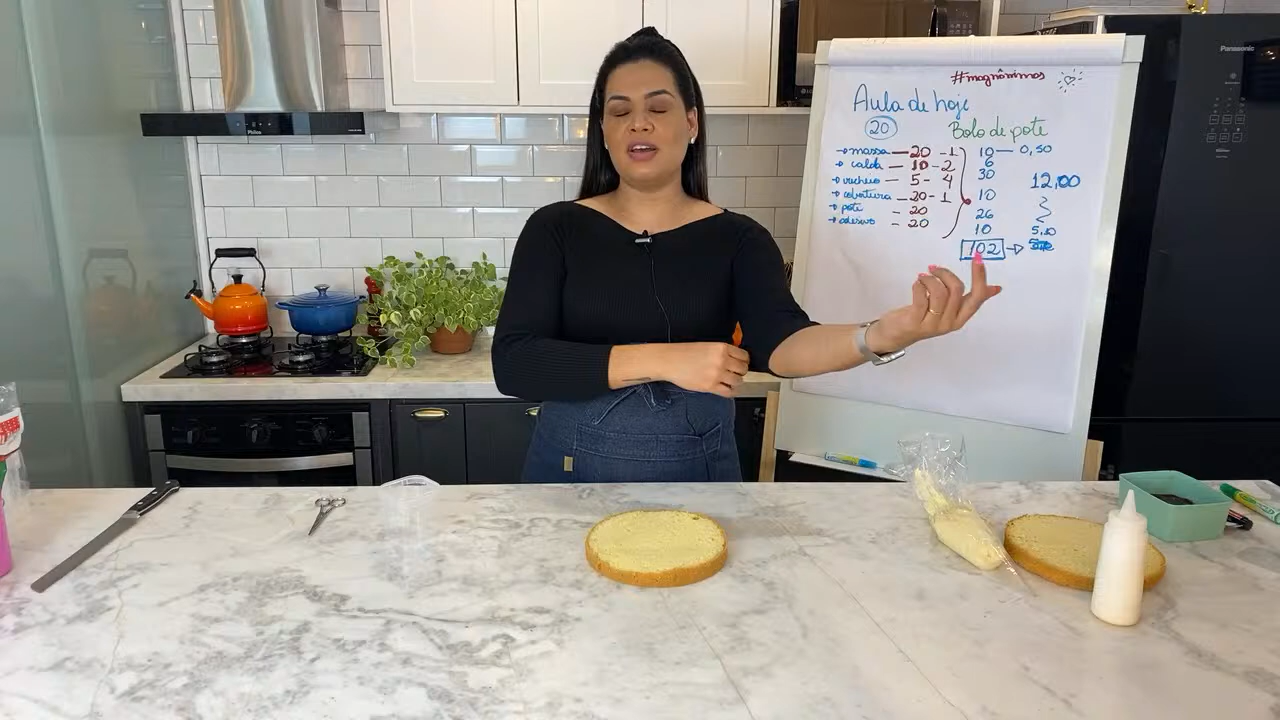 #magnânimas
Aula de hoje
20 Bolo de pote
massa — 20 - 1 10 — 0,50
calda — 10 - 2 6
recheio — 5 - 4 30 12,00
cobertura — 20 - 1 10
pote — 20 26
adesivo — 20 10 5,10
102 →
Panasonic
Philco